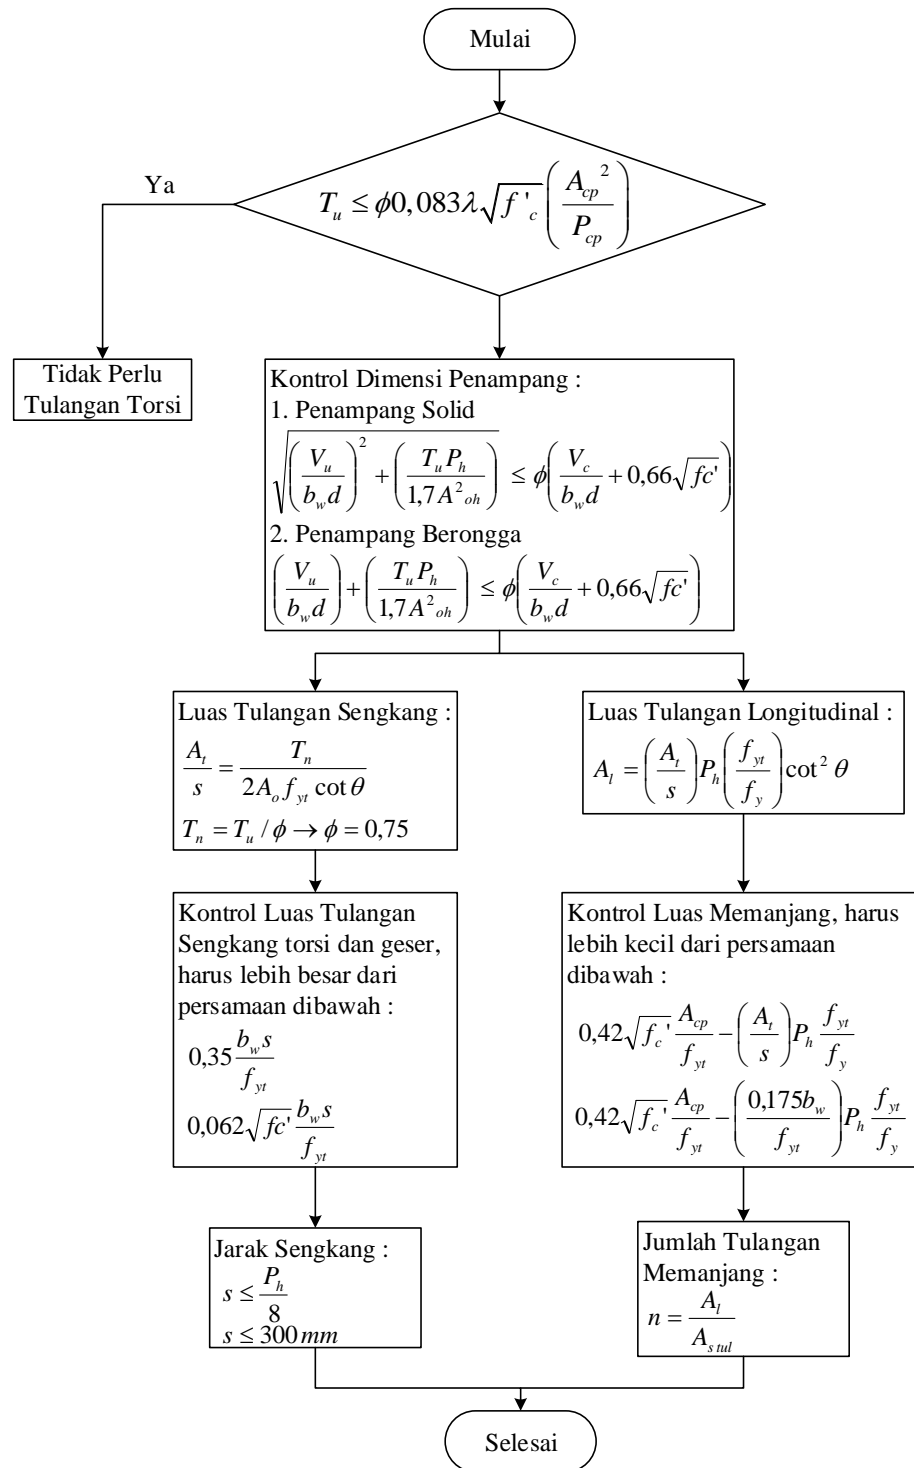 Mulai
Ya
T_u ≤ ϕ0,083λ√f'_c (A_cp² / P_cp)
Tidak Perlu
Tulangan Torsi
Kontrol Dimensi Penampang :
1. Penampang Solid
√((V_u / b_w d)² + (T_u P_h / 1,7A²_oh)) ≤ ϕ(V_c / b_w d + 0,66√fc')
2. Penampang Berongga
(V_u / b_w d) + (T_u P_h / 1,7A²_oh) ≤ ϕ(V_c / b_w d + 0,66√fc')
Luas Tulangan Sengkang :
A_t / s = T_n / 2A_o f_yt cot θ
T_n = T_u / ϕ → ϕ = 0,75
Luas Tulangan Longitudinal :
A_l = (A_t / s) P_h (f_yt / f_y) cot² θ
Kontrol Luas Tulangan
Sengkang torsi dan geser,
harus lebih besar dari
persamaan dibawah :
0,35 b_w s / f_yt
0,062√fc' b_w s / f_yt
Kontrol Luas Memanjang, harus
lebih kecil dari persamaan
dibawah :
0,42√f_c' A_cp / f_yt − (A_t / s) P_h f_yt / f_y
0,42√f_c' A_cp / f_yt − (0,175b_w / f_yt) P_h f_yt / f_y
Jarak Sengkang :
s ≤ P_h / 8
s ≤ 300 mm
Jumlah Tulangan
Memanjang :
n = A_l / A_s tul
Selesai